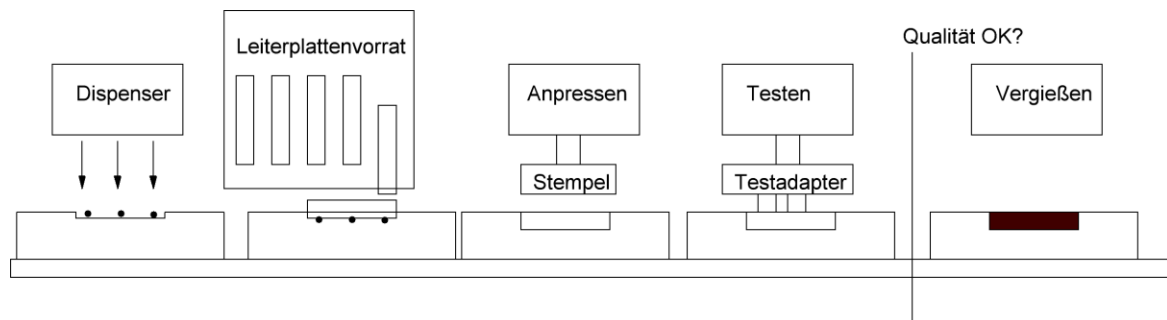 Qualität OK?
Leiterplattenvorrat
Dispenser
Anpressen
Testen
Vergießen
Stempel
Testadapter